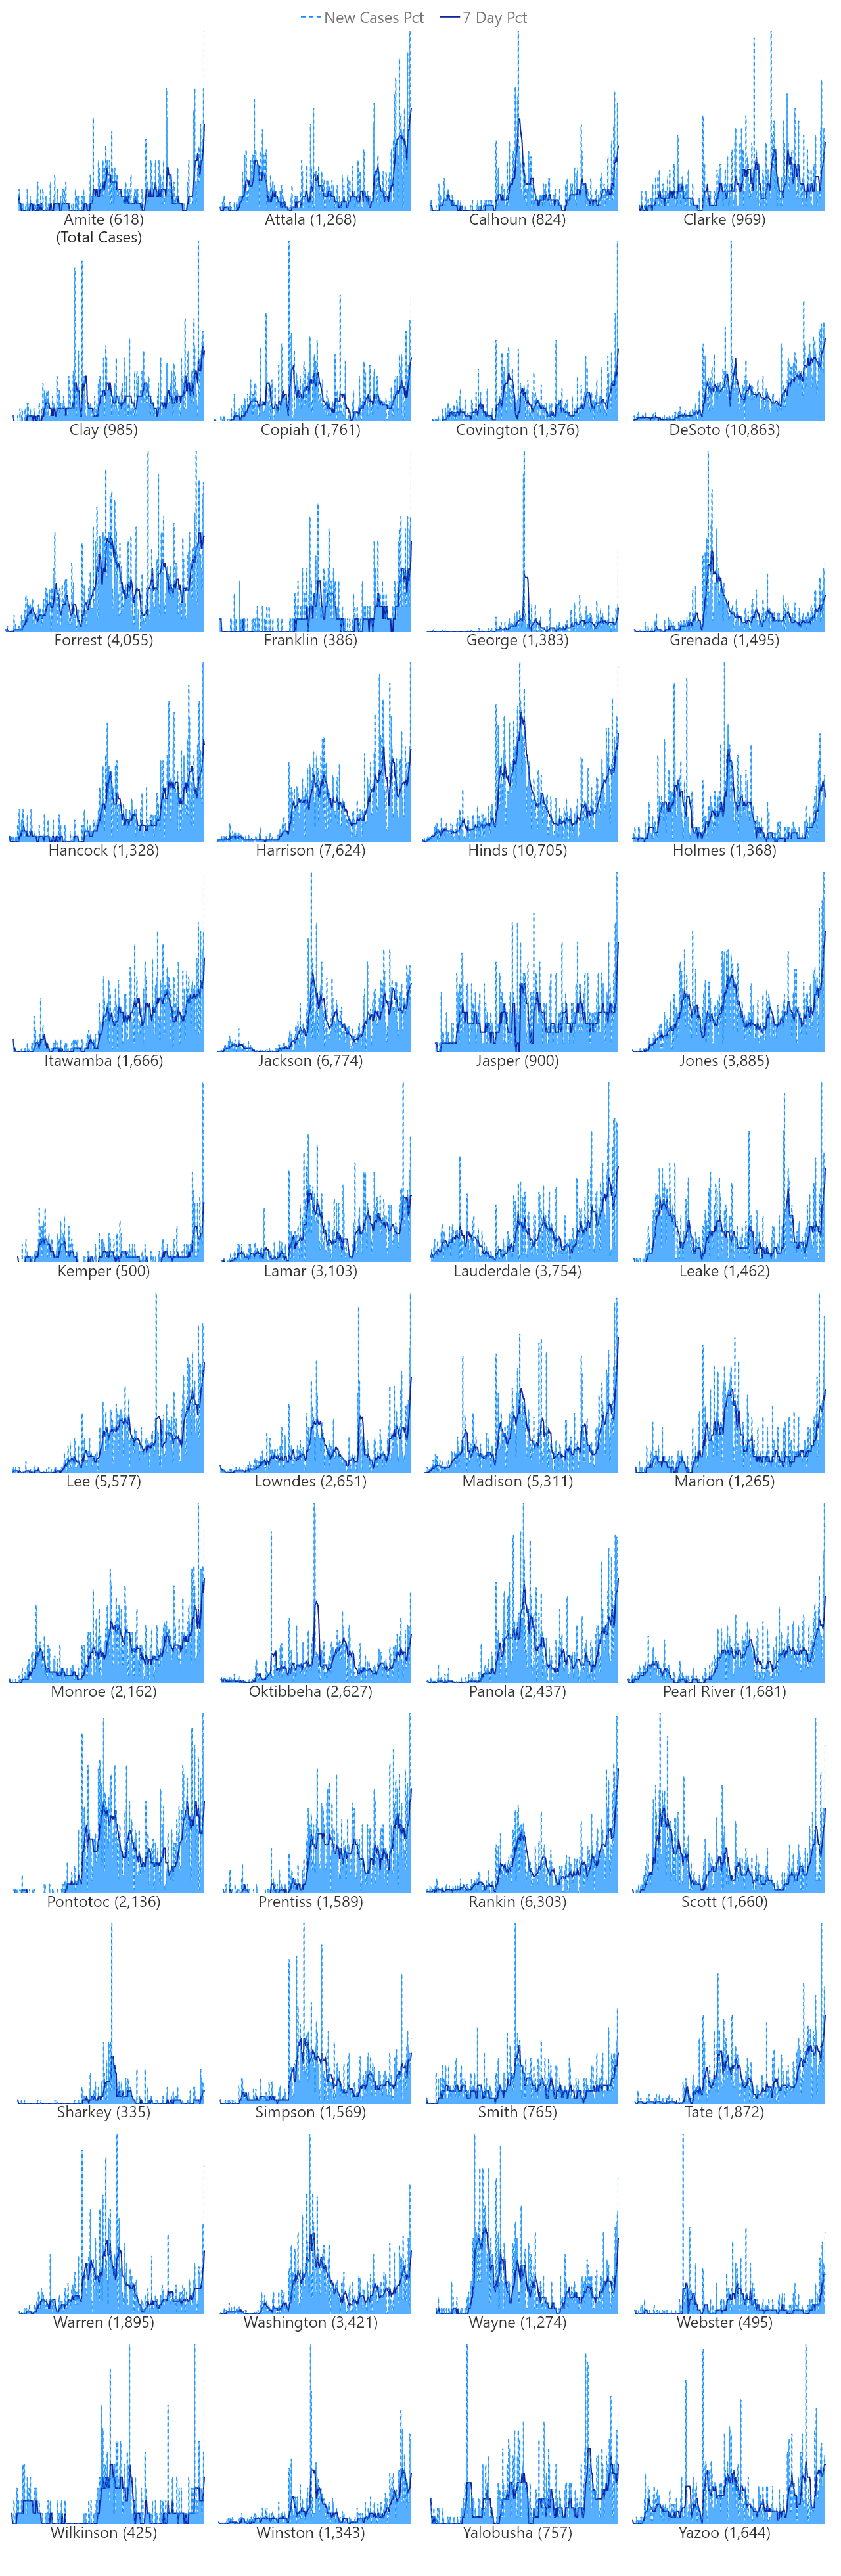 New Cases Pct 7 Day Pct
Amite (618) Attala (1,268) Calhoun (824) Clarke (969)
(Total Cases)
Clay (985) Copiah (1,761) Covington (1,376) DeSoto (10,863)
Forrest (4,055) Franklin (386) George (1,383) Grenada (1,495)
Hancock (1,328) Harrison (7,624) Hinds (10,705) Holmes (1,368)
Itawamba (1,666) Jackson (6,774) Jasper (900) Jones (3,885)
Kemper (500) Lamar (3,103) Lauderdale (3,754) Leake (1,462)
Lee (5,577) Lowndes (2,651) Madison (5,311) Marion (1,265)
Monroe (2,162) Oktibbeha (2,627) Panola (2,437) Pearl River (1,681)
Pontotoc (2,136) Prentiss (1,589) Rankin (6,303) Scott (1,660)
Sharkey (335) Simpson (1,569) Smith (765) Tate (1,872)
Warren (1,895) Washington (3,421) Wayne (1,274) Webster (495)
Wilkinson (425) Winston (1,343) Yalobusha (757) Yazoo (1,644)